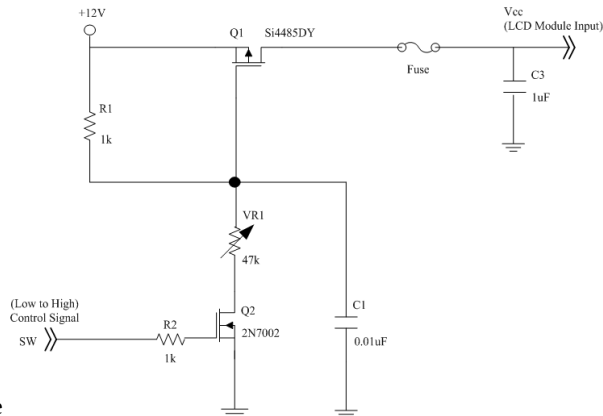 +12V
Q1 Si4485DY
Vcc
(LCD Module Input)
Fuse
C3
1uF
R1
1k
VR1
47k
(Low to High)
Control Signal
SW
R2
1k
Q2
2N7002
C1
0.01uF
e